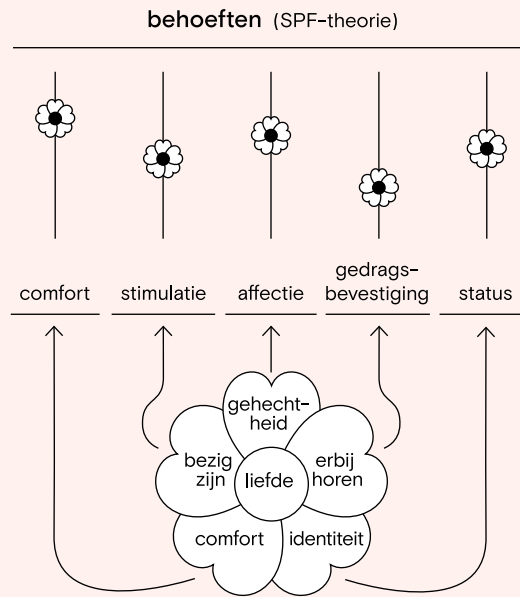 behoeften (SPF-theorie)
comfort
stimulatie
affectie
gedrags-
bevestiging
status
gehecht-
heid
bezig
zijn
liefde
erbij
horen
comfort
identiteit